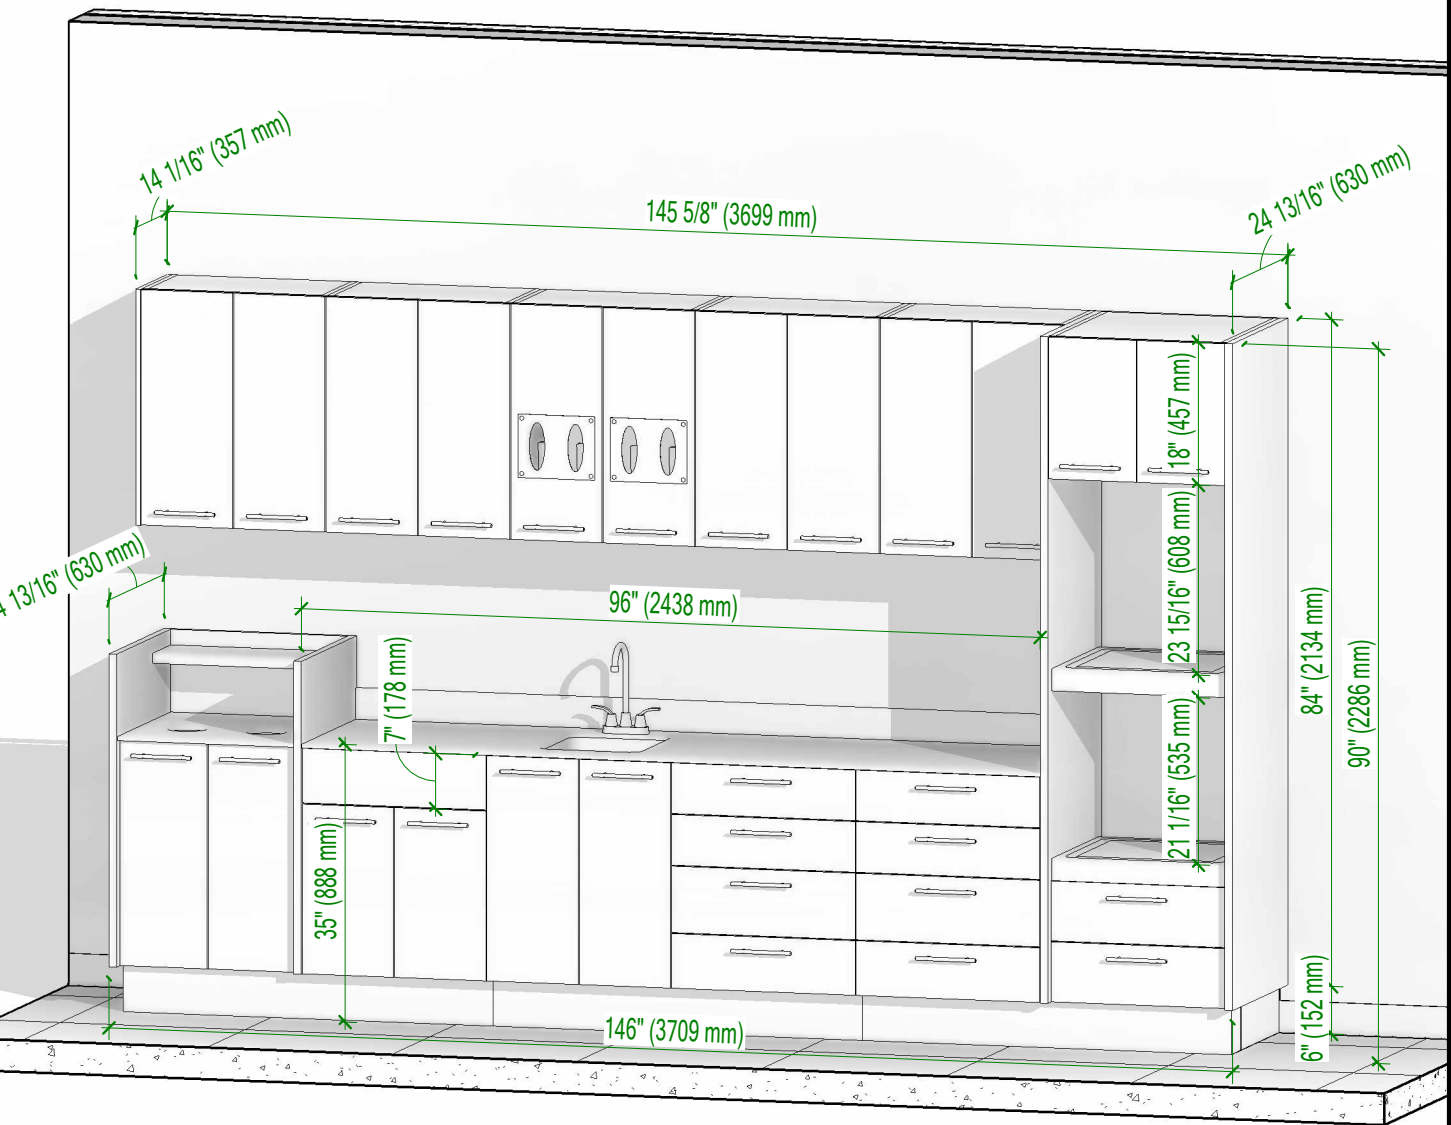 14 1/16" (357 mm)
145 5/8" (3699 mm)
24 13/16" (630 mm)
18" (457 mm)
4 13/16" (630 mm)
96" (2438 mm)
23 15/16" (608 mm)
84" (2134 mm)
90" (2286 mm)
7" (178 mm)
21 1/16" (535 mm)
35" (888 mm)
146" (3709 mm)
6" (152 mm)